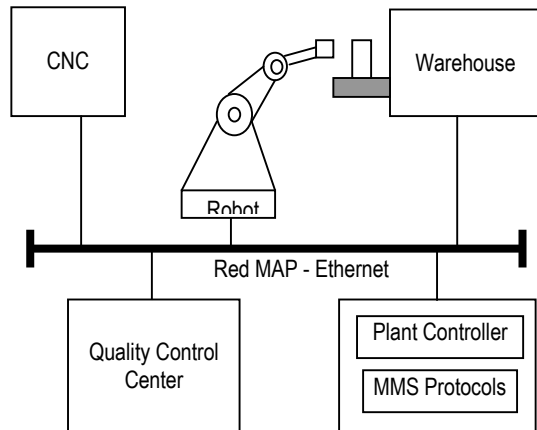 CNC
Warehouse
Robot
Red MAP - Ethernet
Quality Control
Center
Plant Controller
MMS Protocols